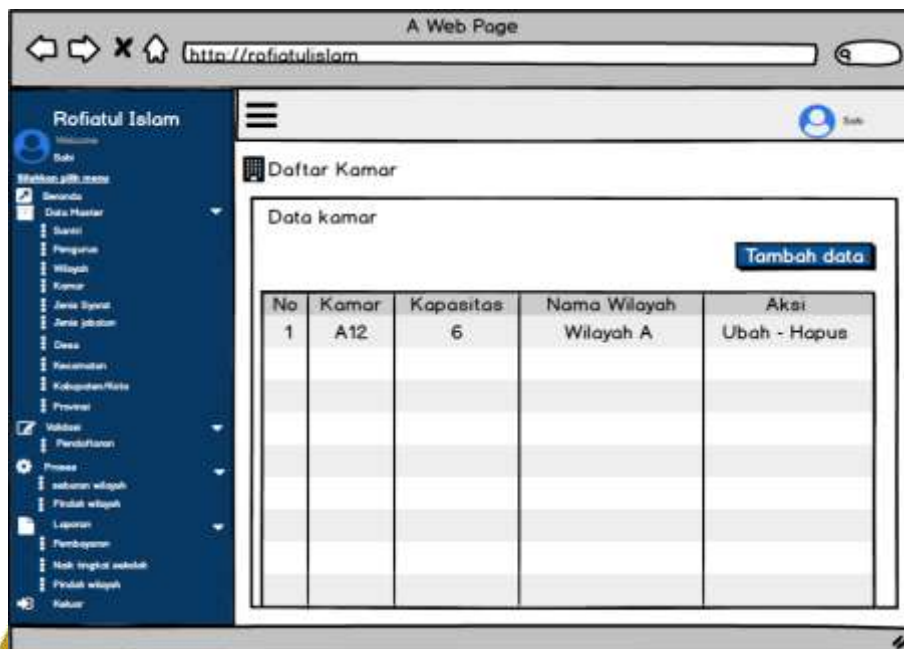 A Web Page
http://rofiatulislam
Rofiatul Islam
Welcome
Sabi
Silahkan pilih menu
Beranda
Data Master
Santri
Pengurus
Wilayah
Kamar
Jenis Syarat
Jenis jabatan
Desa
Kecamatan
Kabupaten/Kota
Provinsi
Validasi
Pendaftaran
Proses
sebaran wilayah
Pindah wilayah
Laporan
Pembayaran
Naik tingkat sekolah
Pindah wilayah
Keluar
Sabi
Daftar Kamar
Data kamar
Tambah data
No Kamar Kapasitas Nama Wilayah Aksi
1 A12 6 Wilayah A Ubah - Hapus